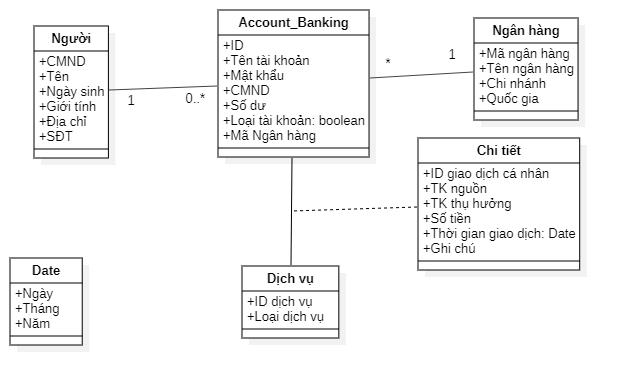 Người
+CMND
+Tên
+Ngày sinh
+Giới tính
+Địa chỉ
+SĐT
1
0..*
Account_Banking
+ID
+Tên tài khoản
+Mật khẩu
+CMND
+Số dư
+Loại tài khoản: boolean
+Mã Ngân hàng
*
1
Ngân hàng
+Mã ngân hàng
+Tên ngân hàng
+Chi nhánh
+Quốc gia
Chi tiết
+ID giao dịch cá nhân
+TK nguồn
+TK thụ hưởng
+Số tiền
+Thời gian giao dịch: Date
+Ghi chú
Date
+Ngày
+Tháng
+Năm
Dịch vụ
+ID dịch vụ
+Loại dịch vụ